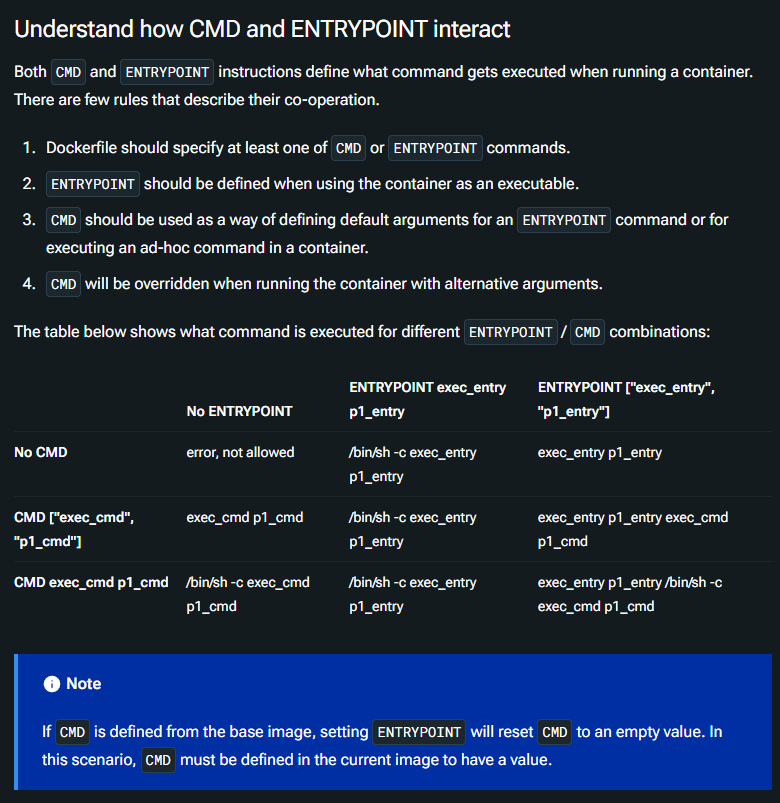 Understand how CMD and ENTRYPOINT interact
Both CMD and ENTRYPOINT instructions define what command gets executed when running a container.
There are few rules that describe their co-operation.
1. Dockerfile should specify at least one of CMD or ENTRYPOINT commands.
2. ENTRYPOINT should be defined when using the container as an executable.
3. CMD should be used as a way of defining default arguments for an ENTRYPOINT command or for
executing an ad-hoc command in a container.
4. CMD will be overridden when running the container with alternative arguments.
The table below shows what command is executed for different ENTRYPOINT / CMD combinations:
No ENTRYPOINT
ENTRYPOINT exec_entry
p1_entry
ENTRYPOINT ["exec_entry",
"p1_entry"]
No CMD
error, not allowed
/bin/sh -c exec_entry
p1_entry
exec_entry p1_entry
CMD ["exec_cmd",
"p1_cmd"]
exec_cmd p1_cmd
/bin/sh -c exec_entry
p1_entry
exec_entry p1_entry exec_cmd
p1_cmd
CMD exec_cmd p1_cmd
/bin/sh -c exec_cmd
p1_cmd
/bin/sh -c exec_entry
p1_entry
exec_entry p1_entry /bin/sh -c
exec_cmd p1_cmd
Note
If CMD is defined from the base image, setting ENTRYPOINT will reset CMD to an empty value. In
this scenario, CMD must be defined in the current image to have a value.